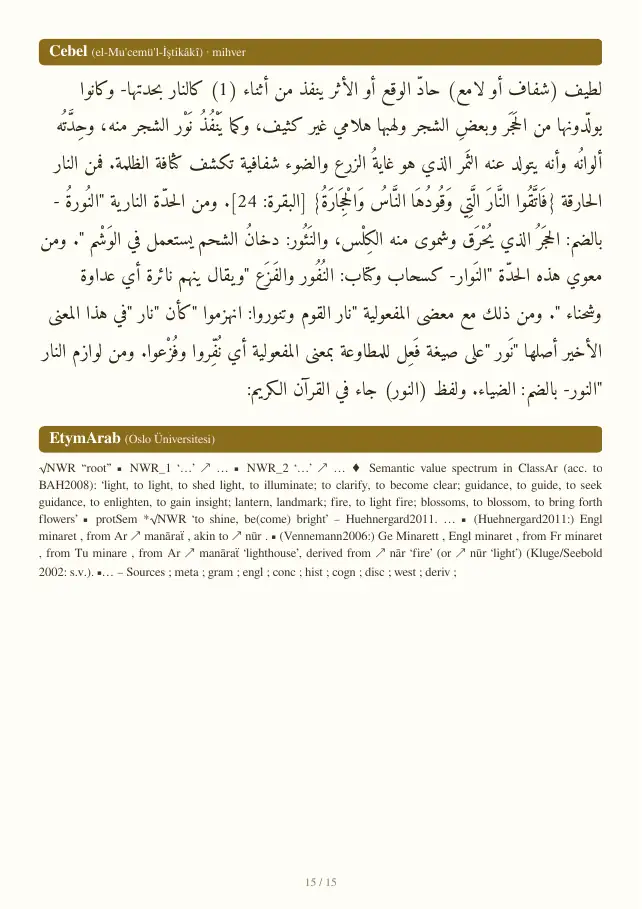 Cebel (el-Mu'cemü'l-İştikâkî) · mihver
لطيف (شفاف أو لامع) حادّ الوقع أو الأثر ينفذ من أثناء (1) كالنار بحدتها- وكانوا
يولّدونها من الحَجَر وبعضِ الشجر ولهبها هلامي غير كثيف، وكما يَنْفُذُ نَوْر الشجر منه، وحِدَّتُه
ألوانُه وأنه يتولد عنه الثَمر الذي هو غايةُ الزرع والضوء شفافية تكشف كثافة الظلمة. فمن النار
الحارقة {فَاتَّقُوا النَّارَ الَّتِي وَقُودُهَا النَّاسُ وَالْحِجَارَةُ} [البقرة: 24]. ومن الحدّة النارية "النُورةُ -
بالضم: الحجَرُ الذي يُحْرَق وشموى منه الكِلْس، والنَئُور: دخانُ الشحم يستعمل في الوَشْم ". ومن
معوي هذه الحدّة "النَوار- كسحاب وكتاب: النُفُور والفَزَع "ويقال ينهم نائرة أي عداوة
وشحناء ". ومن ذلك مع معضى المفعولية "نار القوم وتنوروا: انهزموا "كأن "نار "في هذا المعنى
الأخير أصلها "نَور "على صيغة فَعِل للمطاوعة بمعنى المفعولية أي نُفِّروا وفُزْعوا. ومن لوازم النار
"النور- بالضم: الضياء. ولفظ (النور) جاء في القرآن الكريم:
EtymArab (Oslo Üniversitesi)
√NWR “root” ▪ NWR_1 ‘…’ ↗ … ▪ NWR_2 ‘…’ ↗ … ♦ Semantic value spectrum in ClassAr (acc. to
BAH2008): ‘light, to light, to shed light, to illuminate; to clarify, to become clear; guidance, to guide, to seek
guidance, to enlighten, to gain insight; lantern, landmark; fire, to light fire; blossoms, to blossom, to bring forth
flowers’ ▪ protSem *√NWR ‘to shine, be(come) bright’ – Huehnergard2011. … ▪ (Huehnergard2011:) Engl
minaret , from Ar ↗ manāraẗ , akin to ↗ nūr . ▪ (Vennemann2006:) Ge Minarett , Engl minaret , from Fr minaret
, from Tu minare , from Ar ↗ manāraẗ ‘lighthouse’, derived from ↗ nār ‘fire’ (or ↗ nūr ‘light’) (Kluge/Seebold
2002: s.v.). ▪… – Sources ; meta ; gram ; engl ; conc ; hist ; cogn ; disc ; west ; deriv ;
15 / 15